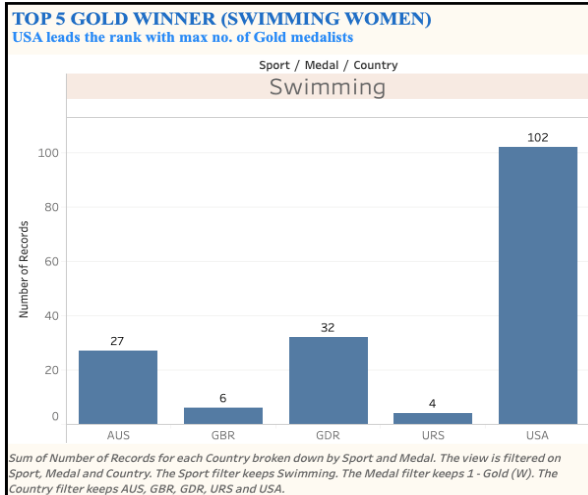 TOP 5 GOLD WINNER (SWIMMING WOMEN)
USA leads the rank with max no. of Gold medalists
Sport / Medal / Country
Swimming
Number of Records
100
80
60
40
20
0
27
6
32
4
102
AUS
GBR
GDR
URS
USA
Sum of Number of Records for each Country broken down by Sport and Medal. The view is filtered on
Sport, Medal and Country. The Sport filter keeps Swimming. The Medal filter keeps 1 - Gold (W). The
Country filter keeps AUS, GBR, GDR, URS and USA.